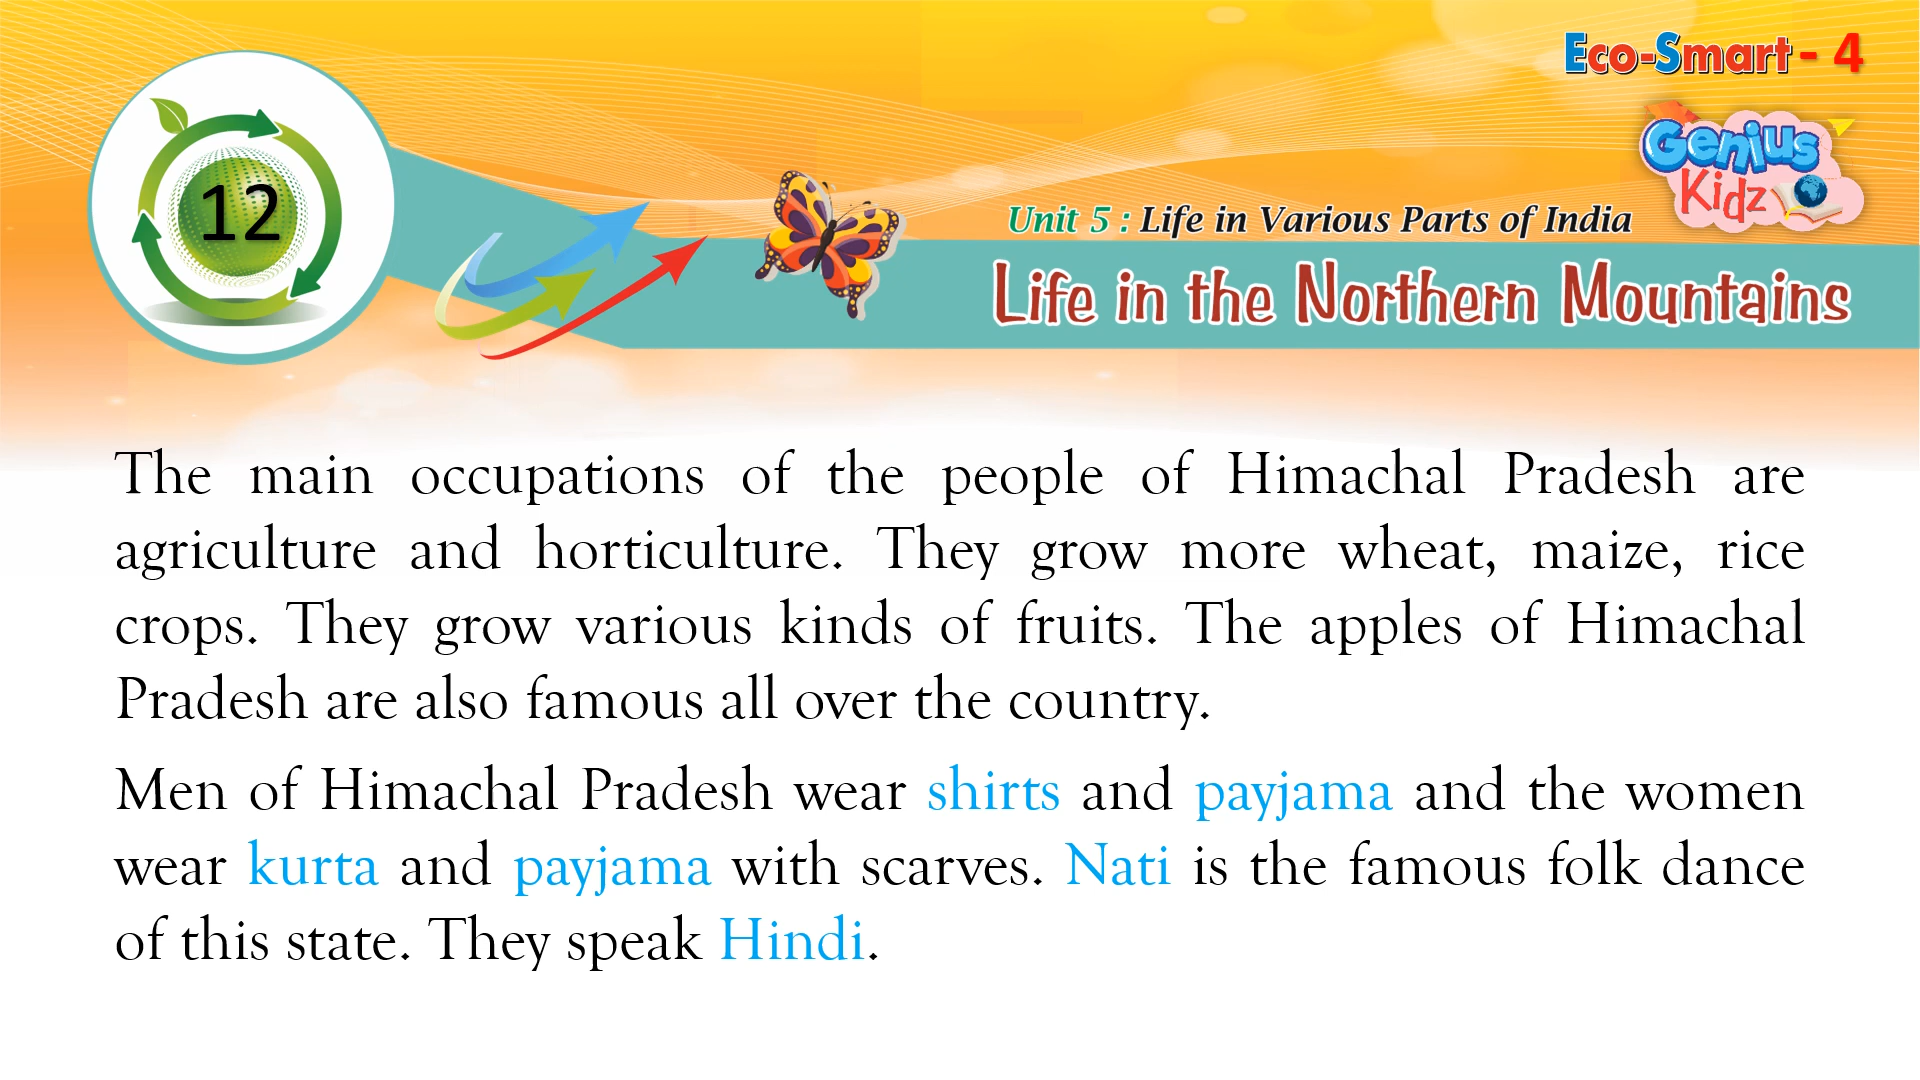 Eco-Smart - 4
Genius
Kidz
12
Unit 5 : Life in Various Parts of India
Life in the Northern Mountains
The main occupations of the people of Himachal Pradesh are
agriculture and horticulture. They grow more wheat, maize, rice
crops. They grow various kinds of fruits. The apples of Himachal
Pradesh are also famous all over the country.
Men of Himachal Pradesh wear shirts and payjama and the women
wear kurta and payjama with scarves. Nati is the famous folk dance
of this state. They speak Hindi.